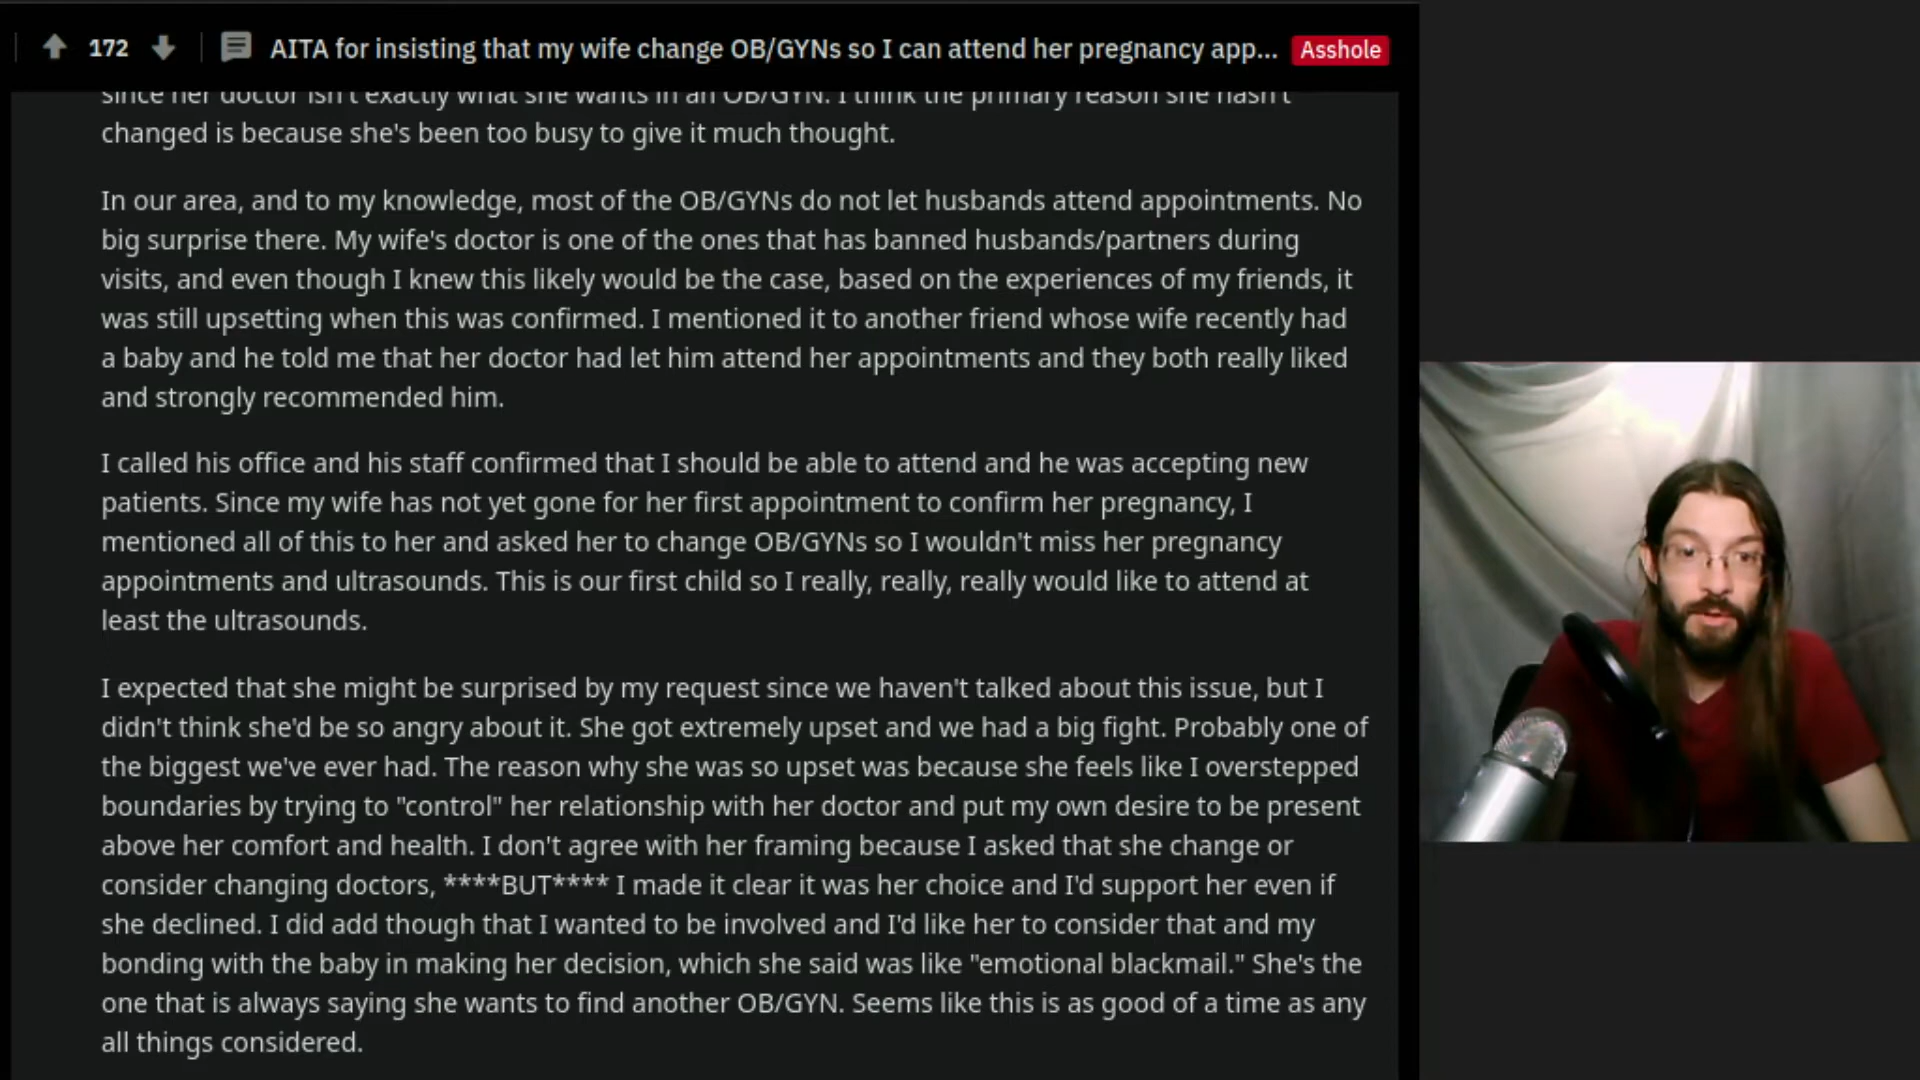 172
AITA for insisting that my wife change OB/GYNs so I can attend her pregnancy app... Asshole
since her doctor isn't exactly what she wants in an OB/GYN. I think the primary reason she hasn't
changed is because she's been too busy to give it much thought.
In our area, and to my knowledge, most of the OB/GYNs do not let husbands attend appointments. No
big surprise there. My wife's doctor is one of the ones that has banned husbands/partners during
visits, and even though I knew this likely would be the case, based on the experiences of my friends, it
was still upsetting when this was confirmed. I mentioned it to another friend whose wife recently had
a baby and he told me that her doctor had let him attend her appointments and they both really liked
and strongly recommended him.
I called his office and his staff confirmed that I should be able to attend and he was accepting new
patients. Since my wife has not yet gone for her first appointment to confirm her pregnancy, I
mentioned all of this to her and asked her to change OB/GYNs so I wouldn't miss her pregnancy
appointments and ultrasounds. This is our first child so I really, really, really would like to attend at
least the ultrasounds.
I expected that she might be surprised by my request since we haven't talked about this issue, but I
didn't think she'd be so angry about it. She got extremely upset and we had a big fight. Probably one of
the biggest we've ever had. The reason why she was so upset was because she feels like I overstepped
boundaries by trying to "control" her relationship with her doctor and put my own desire to be present
above her comfort and health. I don't agree with her framing because I asked that she change or
consider changing doctors, ****BUT**** I made it clear it was her choice and I'd support her even if
she declined. I did add though that I wanted to be involved and I'd like her to consider that and my
bonding with the baby in making her decision, which she said was like "emotional blackmail." She's the
one that is always saying she wants to find another OB/GYN. Seems like this is as good of a time as any
all things considered.